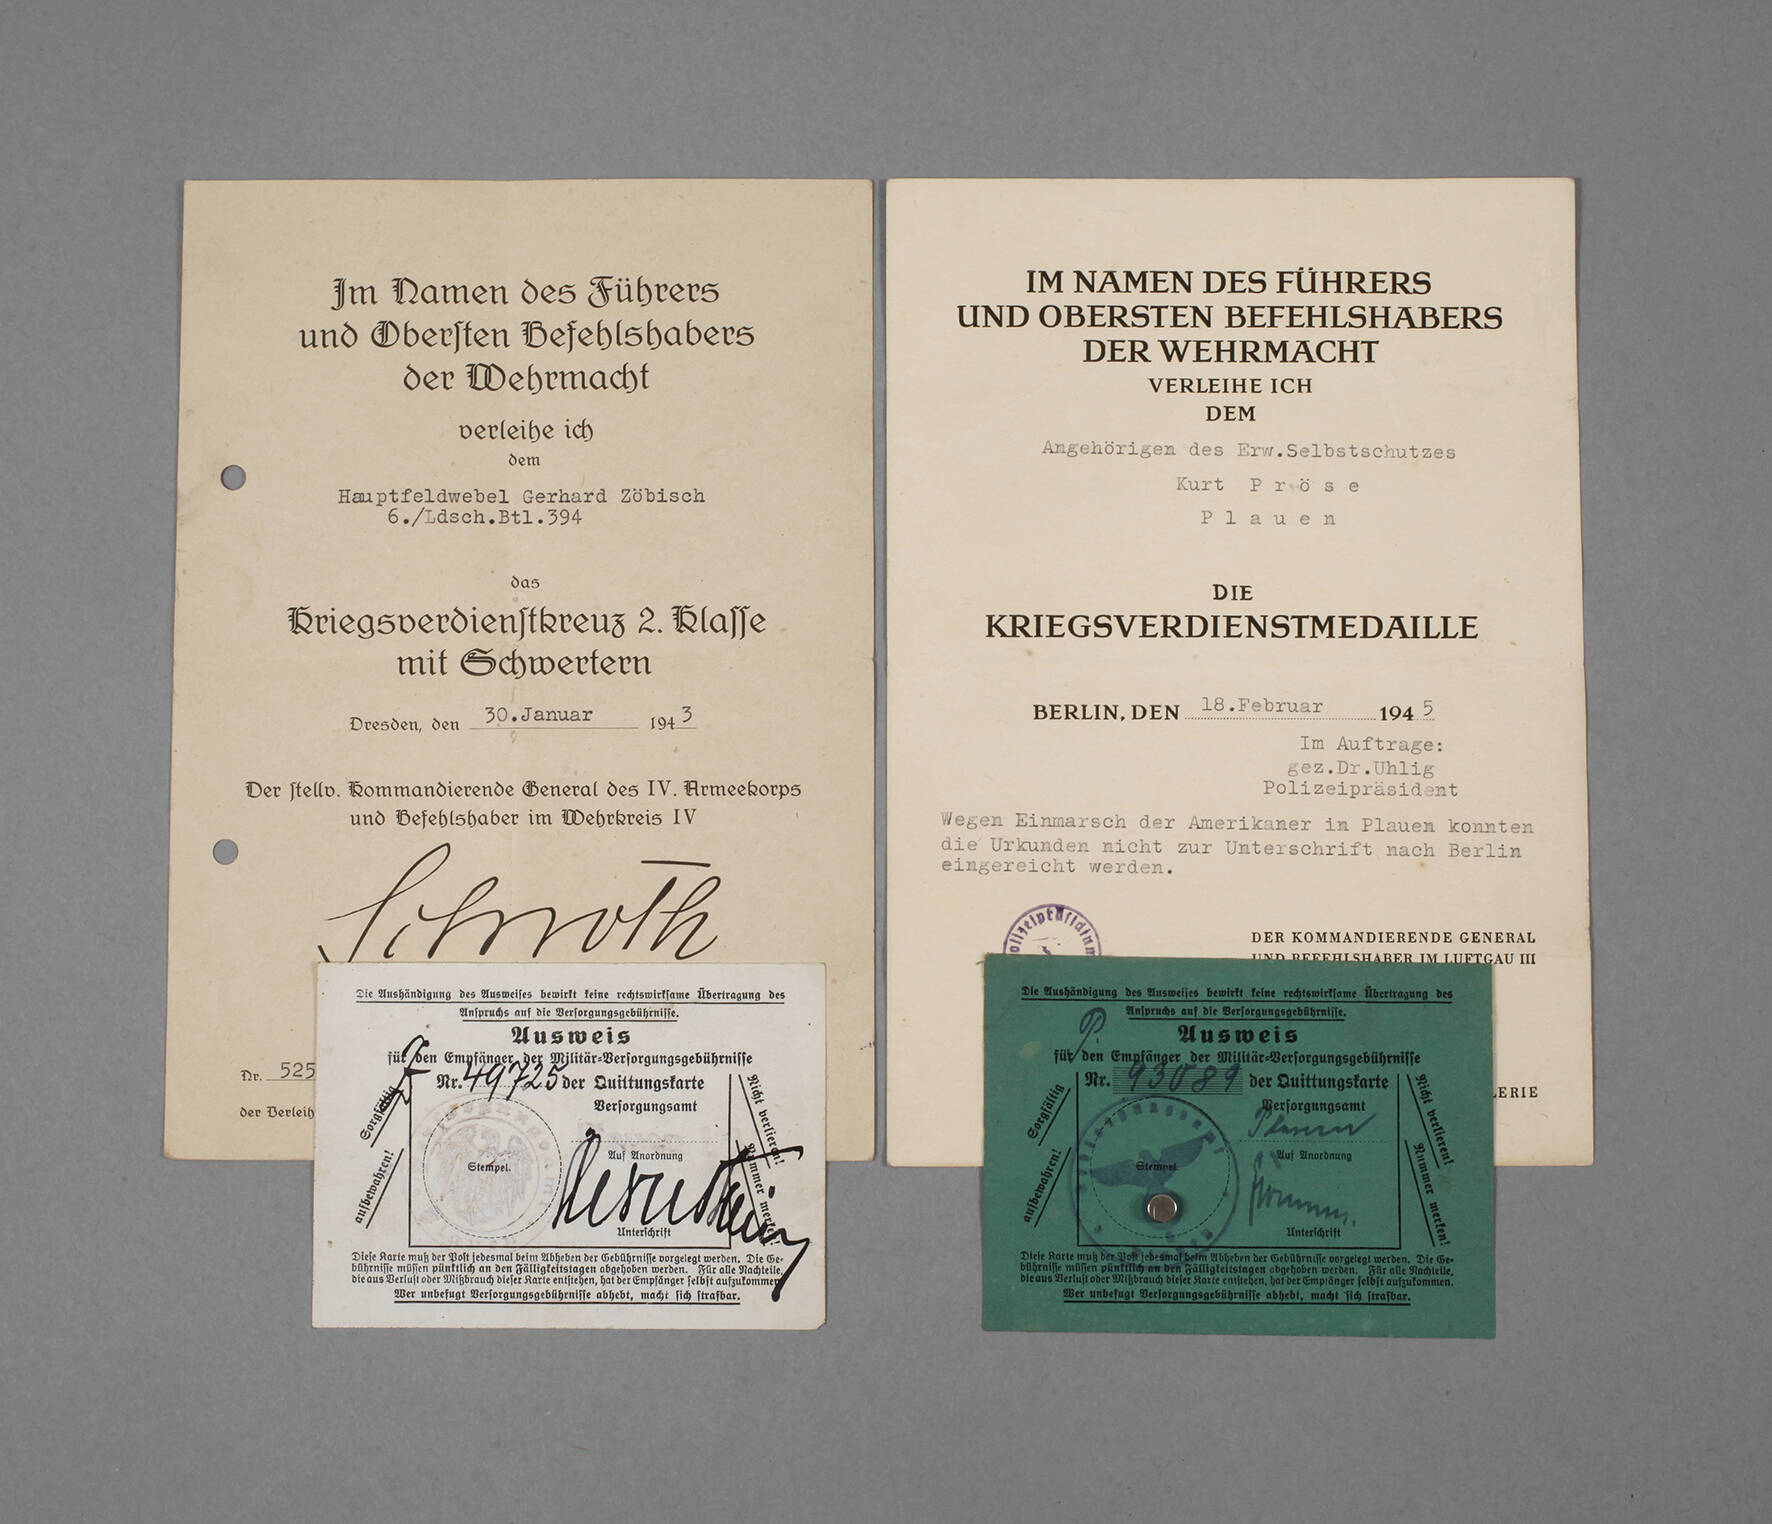 Im Namen des Führers
und Obersten Befehlshabers
der Wehrmacht
verleihe ich
dem
Hauptfeldwebel Gerhard Zöbisch
6./Ldsch.Btl.394
das
Kriegsverdienstkreuz 2. Klasse
mit Schwertern
Dresden, den 30.Januar 1943
Der stellv. Kommandierende General des IV. Armeekorps
und Befehlshaber im Wehrkreis IV
Schroth
Nr. 525
der Verleih
IM NAMEN DES FÜHRERS
UND OBERSTEN BEFEHLSHABERS
DER WEHRMACHT
VERLEIHE ICH
DEM
Angehörigen des Erw.Selbstschutzes
Kurt Pröse
Plauen
DIE
KRIEGSVERDIENSTMEDAILLE
BERLIN, DEN 18.Februar 1945
Im Auftrage:
gez.Dr.Uhlig
Polizeipräsident
Wegen Einmarsch der Amerikaner in Plauen konnten
die Urkunden nicht zur Unterschrift nach Berlin
eingereicht werden.
DER KOMMANDIERENDE GENERAL
UND BEFEHLSHABER IM LUFTGAU III
LERIE
Die Aushändigung des Ausweises bewirkt keine rechtswirksame Übertragung des
Anspruchs auf die Versorgungsgebührnisse.
Ausweis
für den Empfänger der Militär-Versorgungsgebührnisse
Nr. 49725 der Quittungskarte
Versorgungsamt
Auf Anordnung
Stempel.
Unterschrift
Sorgfältig
aufbewahren!
Nicht verlieren!
Nummer merken!
Diese Karte muß der Post jedesmal beim Abheben der Gebührnisse vorgelegt werden. Die Ge-
bührnisse müssen pünktlich an den Fälligkeitstagen abgehoben werden. Für alle Nachteile,
die aus Verlust oder Mißbrauch dieser Karte entstehen, hat der Empfänger selbst aufzukommen.
Wer unbefugt Versorgungsgebührnisse abhebt, macht sich strafbar.
Die Aushändigung des Ausweises bewirkt keine rechtswirksame Übertragung des
Anspruchs auf die Versorgungsgebührnisse.
P.
Ausweis
für den Empfänger der Militär-Versorgungsgebührnisse
Nr. 93089 der Quittungskarte
Versorgungsamt
Plauen
Auf Anordnung
Stempel
Unterschrift
Sorgfältig
aufbewahren!
Nicht verlieren!
Nummer merken!
Diese Karte muß der Post jedesmal beim Abheben der Gebührnisse vorgelegt werden. Die Ge-
bührnisse müssen pünktlich an den Fälligkeitstagen abgehoben werden. Für alle Nachteile,
die aus Verlust oder Mißbrauch dieser Karte entstehen, hat der Empfänger selbst aufzukommen.
Wer unbefugt Versorgungsgebührnisse abhebt, macht sich strafbar.